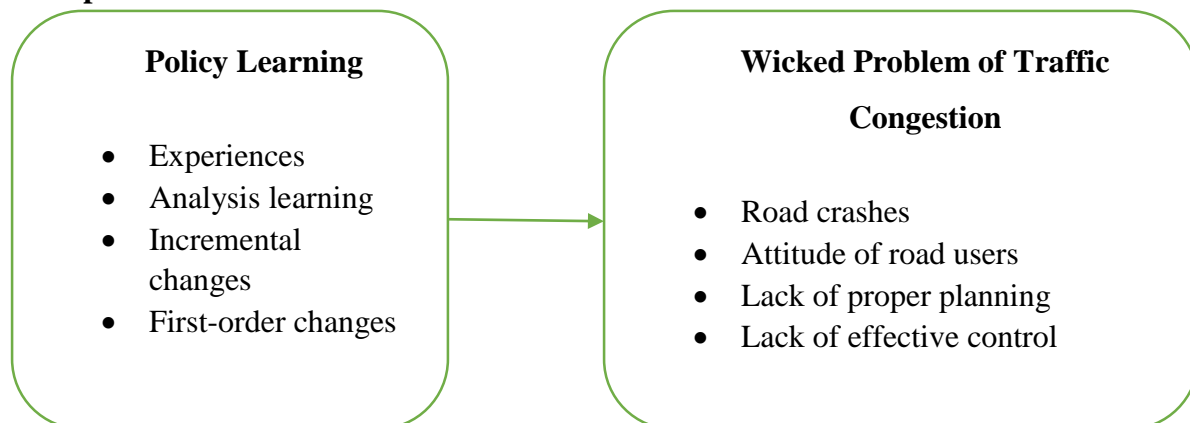 Policy Learning
• Experiences
• Analysis learning
• Incremental
changes
• First-order changes
Wicked Problem of Traffic
Congestion
• Road crashes
• Attitude of road users
• Lack of proper planning
• Lack of effective control